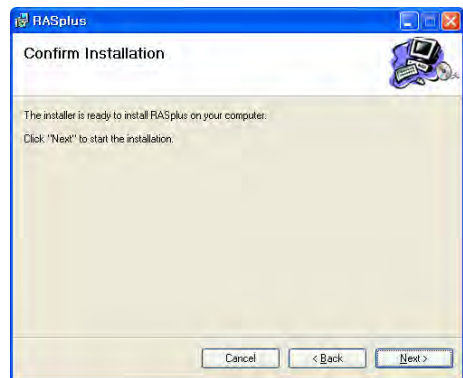 RASplus
Confirm Installation
The installer is ready to install RASplus on your computer.
Click "Next" to start the installation.
Cancel
< Back
Next >